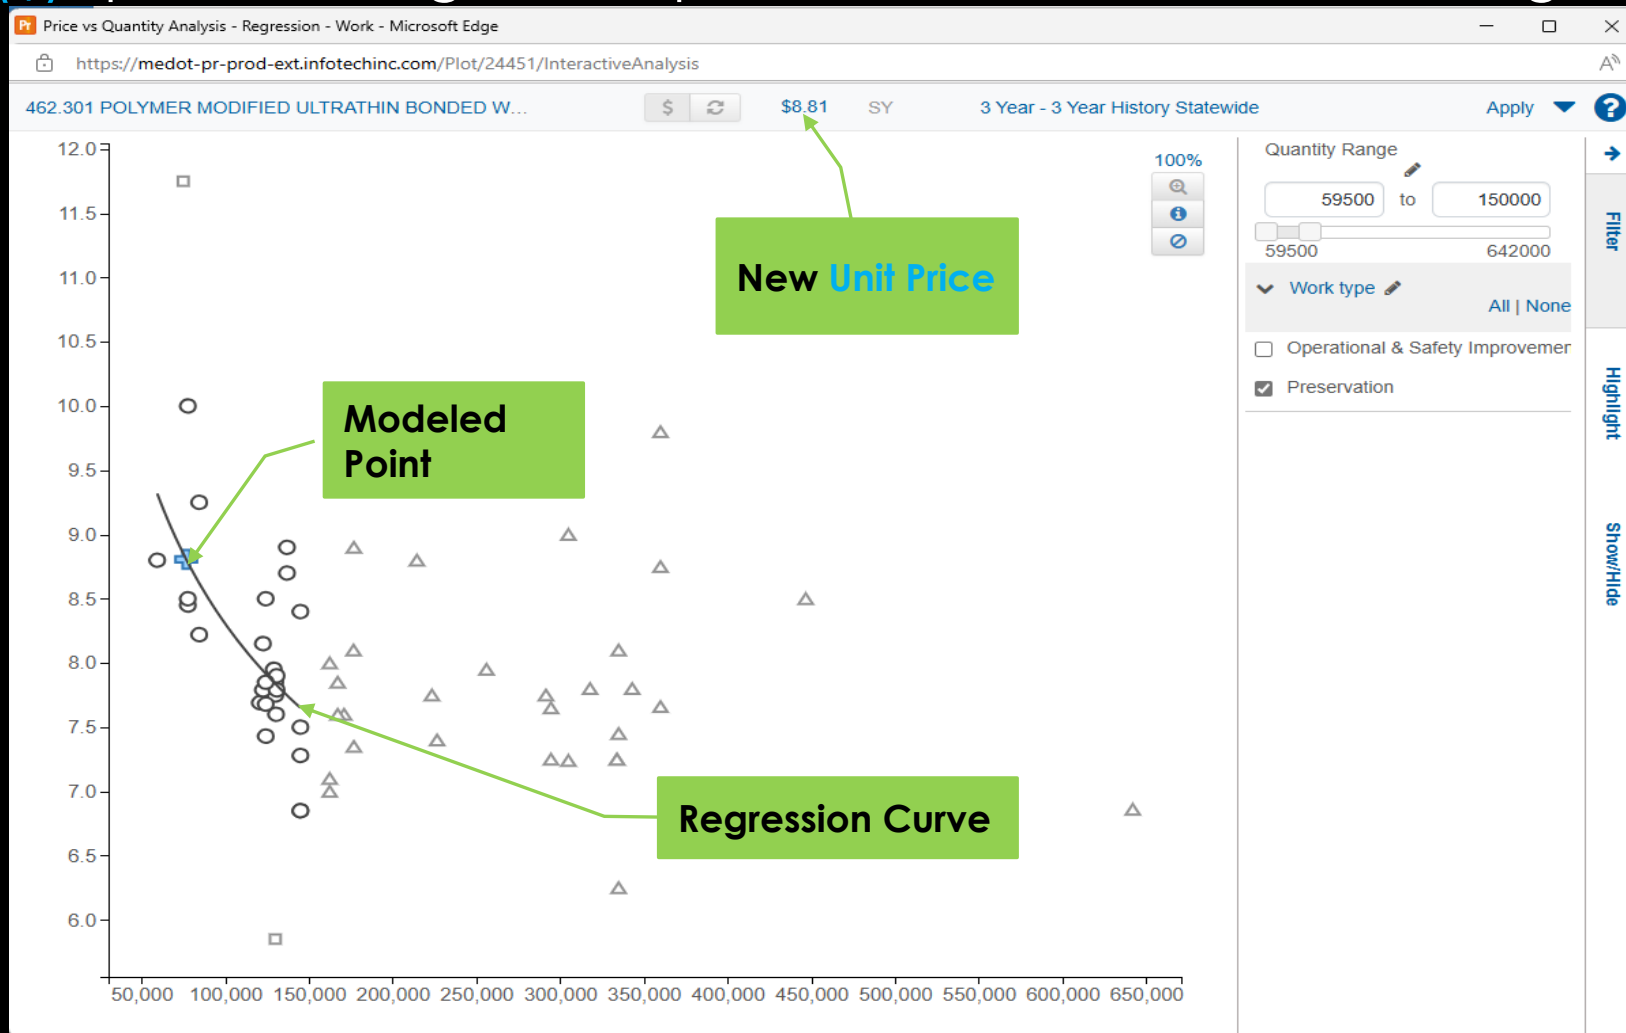 Pr Price vs Quantity Analysis - Regression - Work - Microsoft Edge
https://medot-pr-prod-ext.infotechinc.com/Plot/24451/InteractiveAnalysis
462.301 POLYMER MODIFIED ULTRATHIN BONDED W... $ $8.81 SY 3 Year - 3 Year History Statewide Apply ?
12.0
11.5
11.0
10.5
10.0
9.5
9.0
8.5
8.0
7.5
7.0
6.5
6.0
50,000 100,000 150,000 200,000 250,000 300,000 350,000 400,000 450,000 500,000 550,000 600,000 650,000
100%
New Unit Price
Modeled
Point
Regression Curve
Quantity Range
59500 to 150000
59500 642000
Work type
All | None
Operational & Safety Improvemer
Preservation
Filter
Highlight
Show/Hide